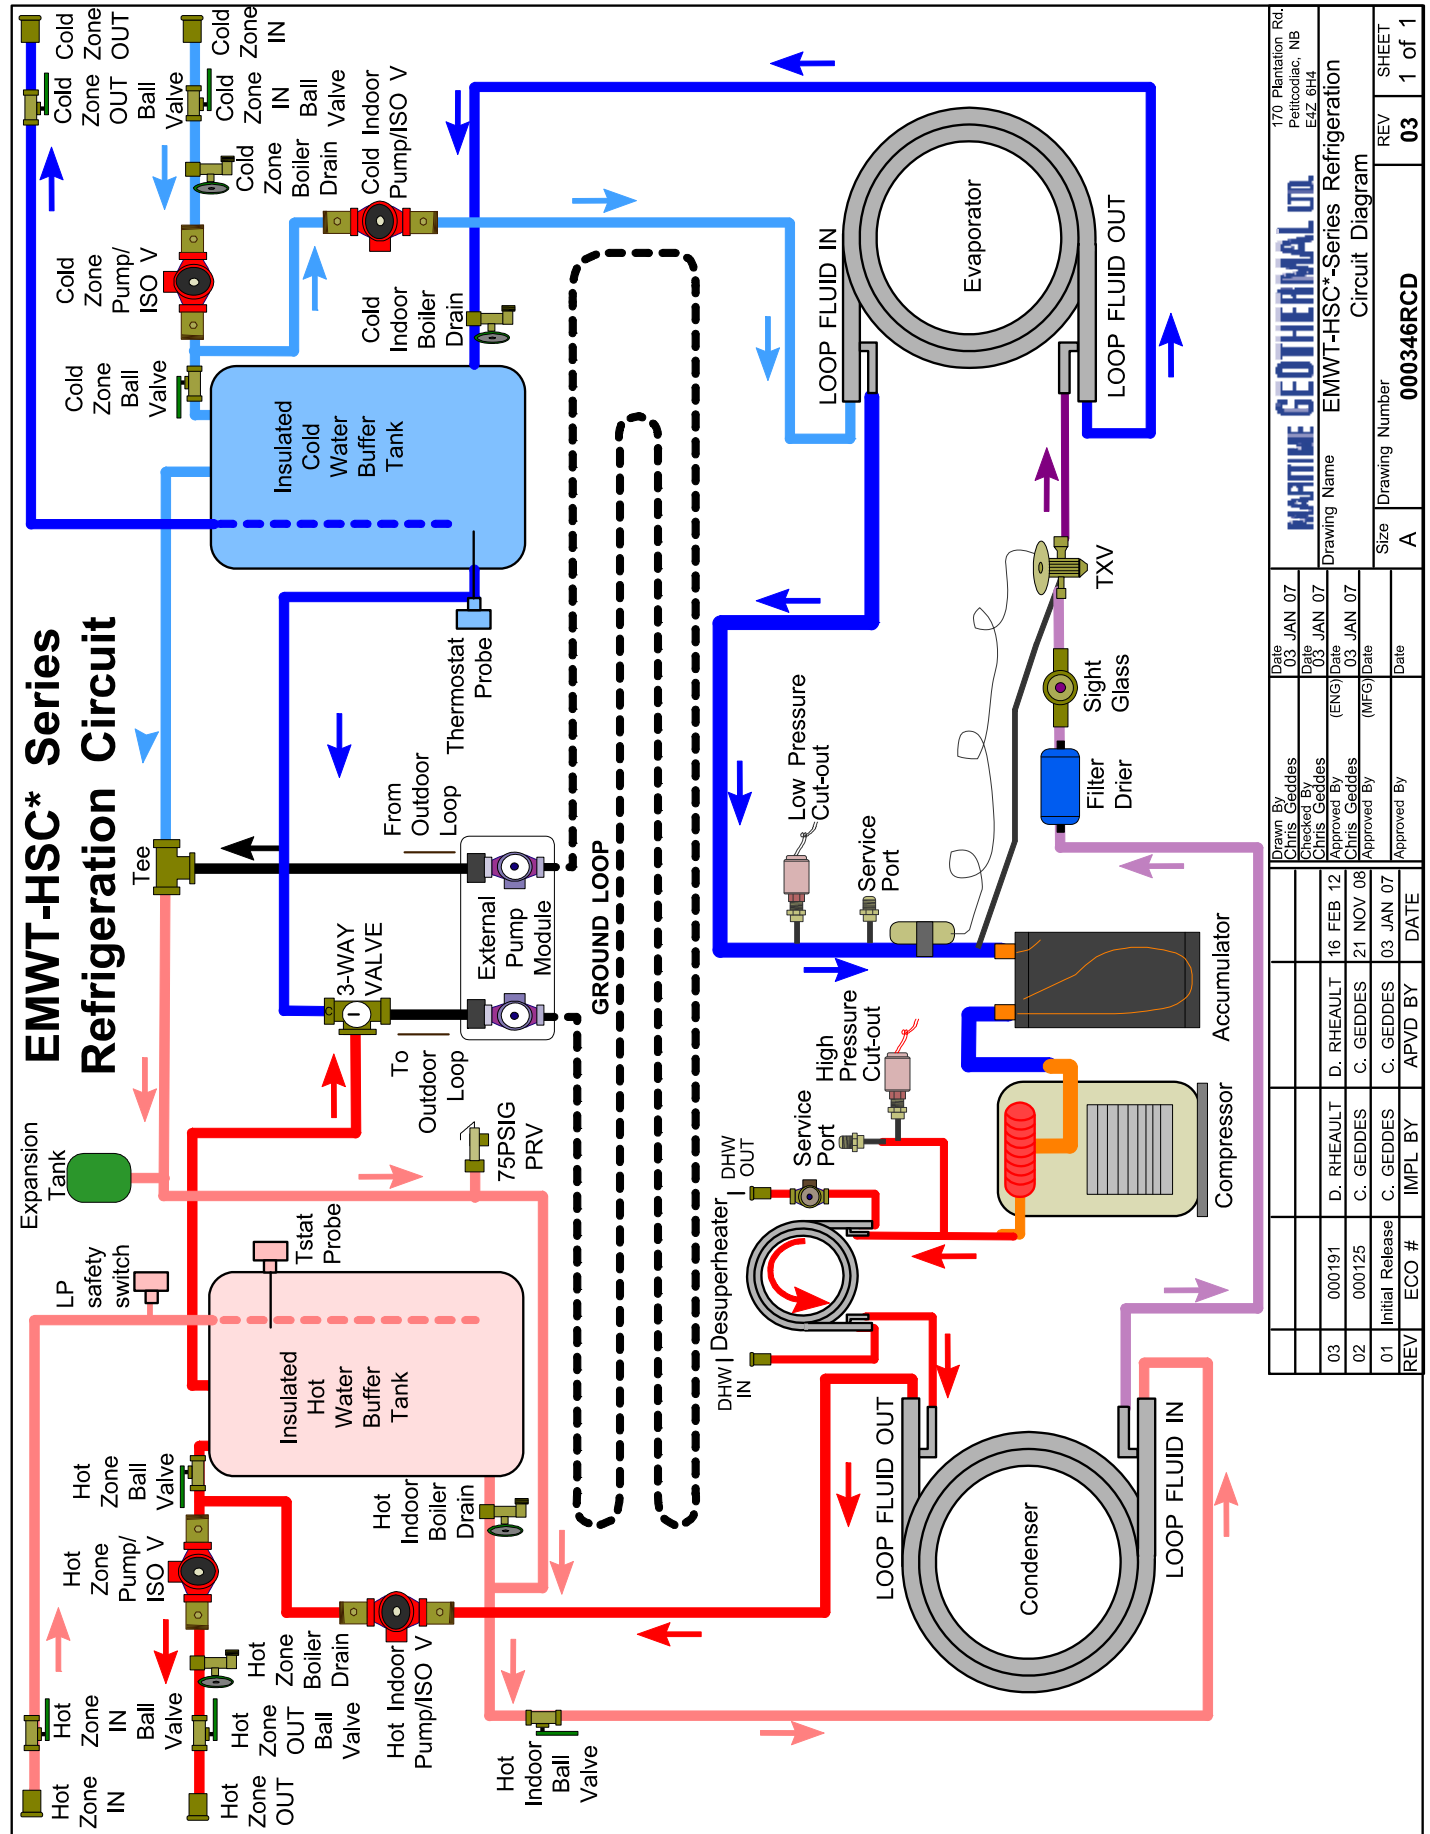 EMWT-HSC* Series
Refrigeration Circuit
Hot
Zone
IN
Hot
Zone
IN
Ball
Valve
Hot
Zone
OUT
Hot
Zone
OUT
Ball
Valve
Hot
Zone
Boiler
Drain
Hot
Zone
Pump/
ISO V
Hot
Zone
Ball
Valve
LP
safety
switch
Expansion
Tank
Tstat
Probe
Insulated
Hot
Water
Buffer
Tank
Hot
Indoor
Boiler
Drain
Hot Indoor
Pump/ISO V
Hot
Indoor
Ball
Valve
75PSIG
PRV
Tee
3-WAY
VALVE
To
Outdoor
Loop
From
Outdoor
Loop
External
Pump
Module
GROUND LOOP
Thermostat
Probe
Insulated
Cold
Water
Buffer
Tank
Cold
Zone
OUT
Cold
Zone
OUT
Ball
Valve
Cold
Zone
IN
Cold
Zone
IN
Ball
Valve
Cold
Zone
Boiler
Drain
Cold
Zone
Pump/
ISO V
Cold
Zone
Ball
Valve
Cold Indoor
Pump/ISO V
Cold
Indoor
Boiler
Drain
DHW
IN
Desuperheater
DHW
OUT
Service
Port
High
Pressure
Cut-out
Low Pressure
Cut-out
Service
Port
LOOP FLUID OUT
Condenser
LOOP FLUID IN
Compressor
Accumulator
Filter
Drier
Sight
Glass
TXV
LOOP FLUID IN
Evaporator
LOOP FLUID OUT
03 000191 D. RHEAULT D. RHEAULT 16 FEB 12
02 000125 C. GEDDES C. GEDDES 21 NOV 08
01 Initial Release C. GEDDES C. GEDDES 03 JAN 07
REV ECO # IMPL BY APVD BY DATE
Drawn By Date
Chris Geddes 03 JAN 07
Checked By Date
Chris Geddes 03 JAN 07
Approved By (ENG) Date
Chris Geddes 03 JAN 07
Approved By (MFG) Date
Approved By Date
MARITIME GEOTHERMAL LTD.
170 Plantation Rd.
Petitcodiac, NB
E4Z 6H4
Drawing Name
EMWT-HSC*-Series Refrigeration
Circuit Diagram
Size
A
Drawing Number
000346RCD
REV
03
SHEET
1 of 1